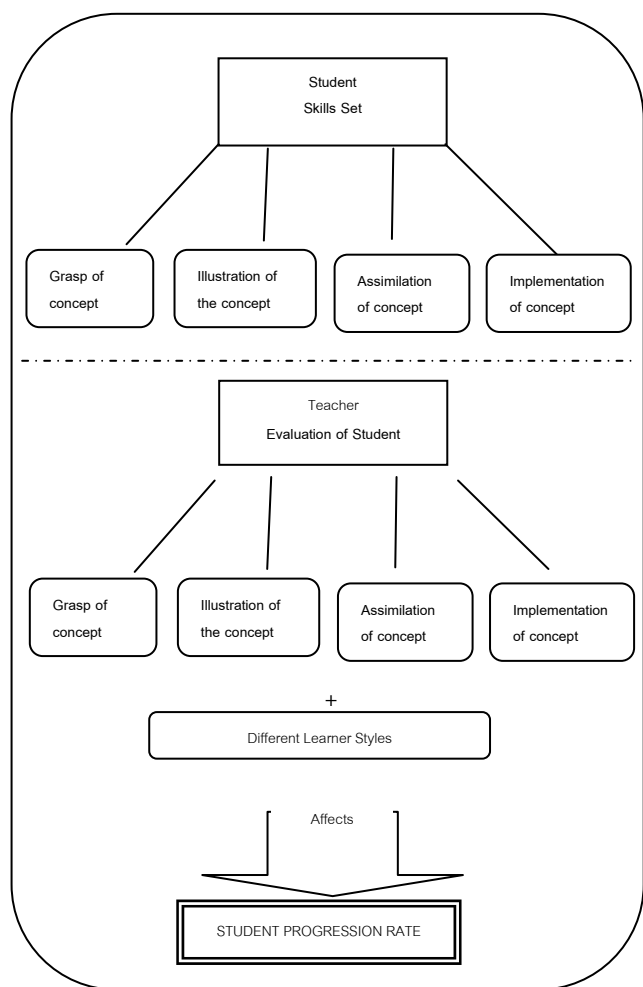 Student
Skills Set
Grasp of
concept
Illustration of
the concept
Assimilation
of concept
Implementation
of concept
Teacher
Evaluation of Student
Grasp of
concept
Illustration of
the concept
Assimilation
of concept
Implementation
of concept
+
Different Learner Styles
Affects
STUDENT PROGRESSION RATE